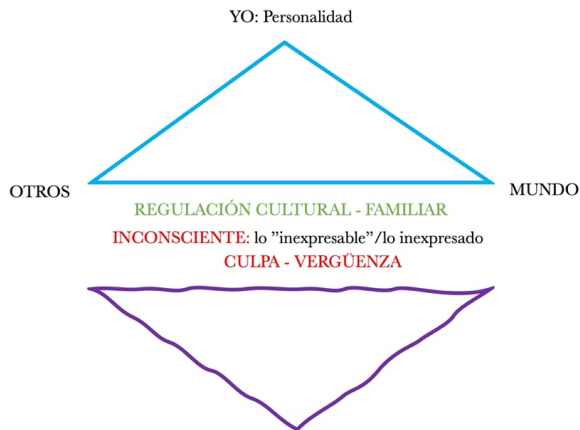 YO: Personalidad
OTROS
MUNDO
REGULACIÓN CULTURAL - FAMILIAR
INCONSCIENTE: lo ”inexpresable”/lo inexpresado
CULPA - VERGÜENZA